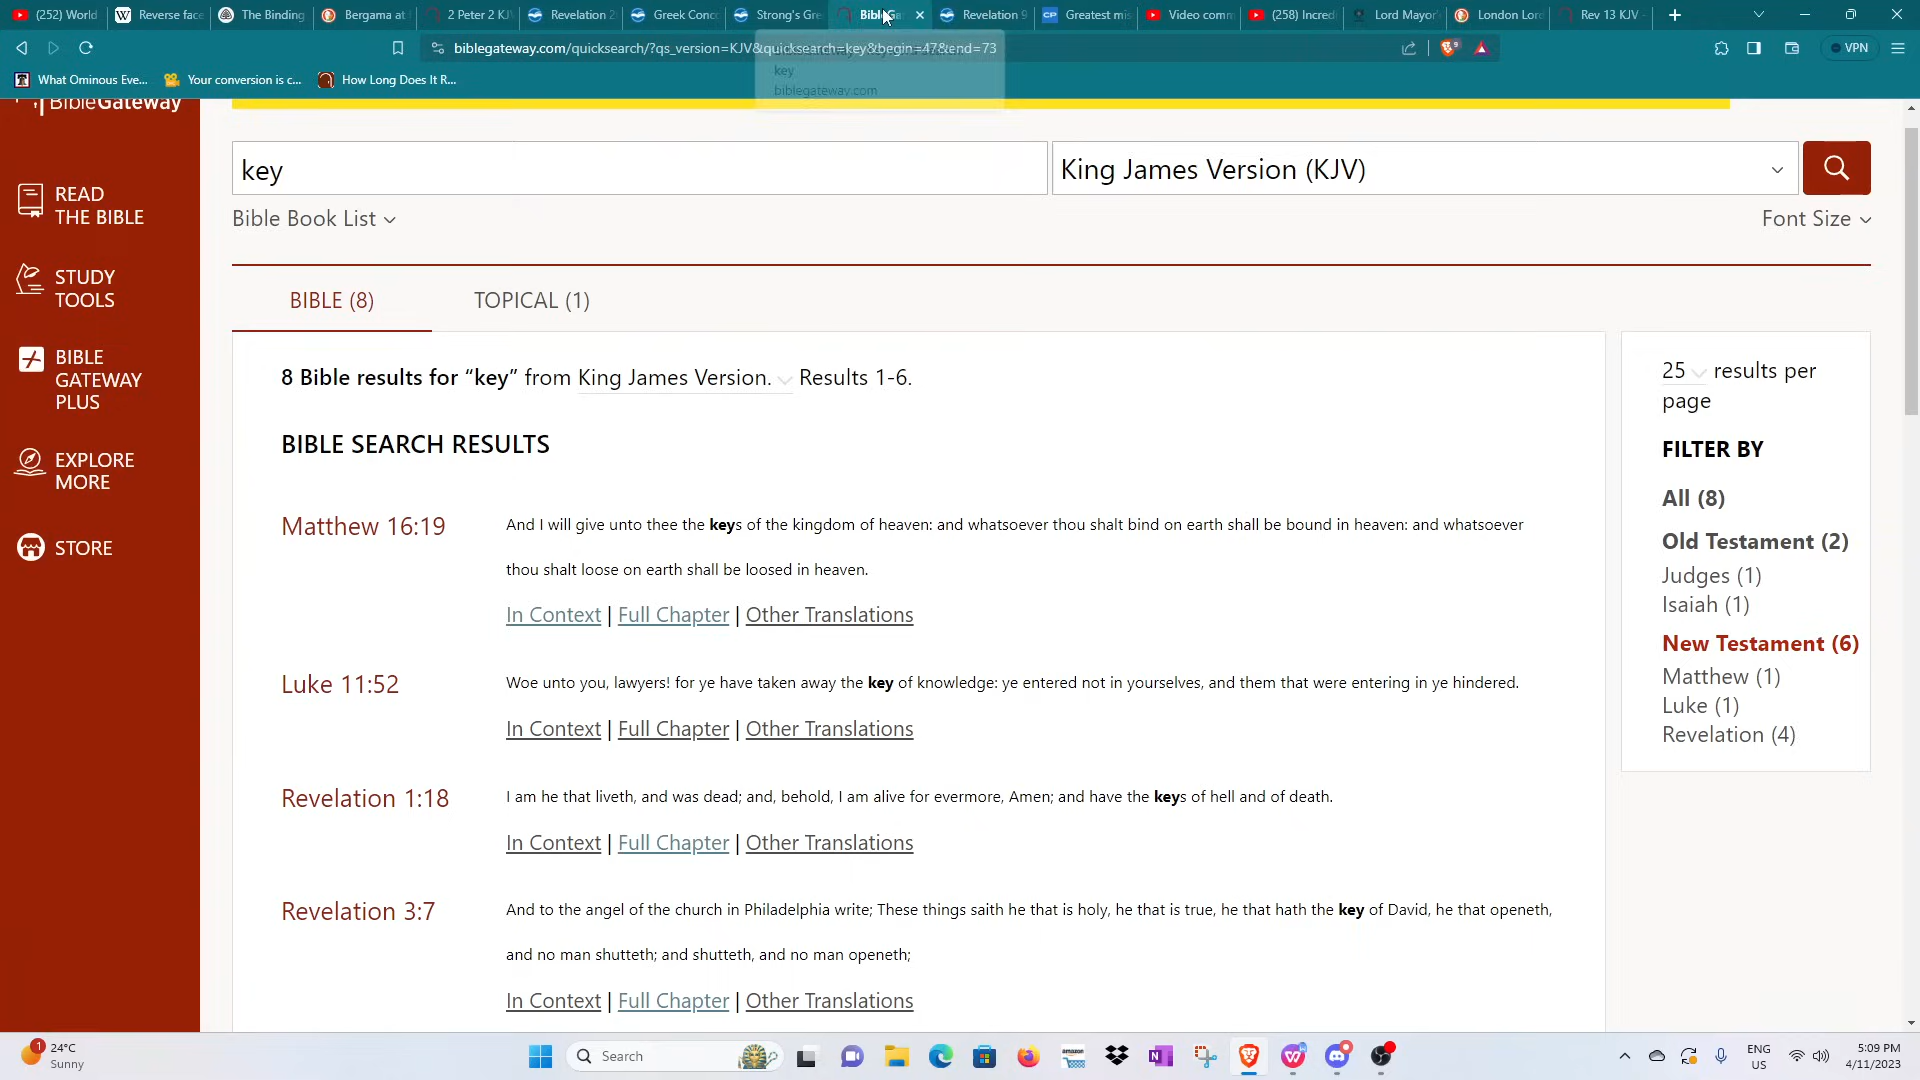 (252) World
Reverse face
The Binding
Bergama at
2 Peter 2 KJV
Revelation 2
Greek Conc
Strong's Gre
BibleGa
Revelation 9
Greatest mis
Video comm
(258) Incredi
Lord Mayor'
London Lord
Rev 13 KJV -
biblegateway.com/quicksearch/?qs_version=KJV&quicksearch=key&begin=47&end=73
VPN
key
biblegateway.com
What Ominous Eve...
Your conversion is c...
How Long Does It R...
BibleGateway
READ
THE BIBLE
STUDY
TOOLS
BIBLE
GATEWAY
PLUS
EXPLORE
MORE
STORE
key
King James Version (KJV)
Bible Book List
Font Size
BIBLE (8)
TOPICAL (1)
8 Bible results for “key” from King James Version. Results 1-6.
BIBLE SEARCH RESULTS
Matthew 16:19
And I will give unto thee the keys of the kingdom of heaven: and whatsoever thou shalt bind on earth shall be bound in heaven: and whatsoever
thou shalt loose on earth shall be loosed in heaven.
In Context | Full Chapter | Other Translations
Luke 11:52
Woe unto you, lawyers! for ye have taken away the key of knowledge: ye entered not in yourselves, and them that were entering in ye hindered.
In Context | Full Chapter | Other Translations
Revelation 1:18
I am he that liveth, and was dead; and, behold, I am alive for evermore, Amen; and have the keys of hell and of death.
In Context | Full Chapter | Other Translations
Revelation 3:7
And to the angel of the church in Philadelphia write; These things saith he that is holy, he that is true, he that hath the key of David, he that openeth,
and no man shutteth; and shutteth, and no man openeth;
In Context | Full Chapter | Other Translations
25 results per
page
FILTER BY
All (8)
Old Testament (2)
Judges (1)
Isaiah (1)
New Testament (6)
Matthew (1)
Luke (1)
Revelation (4)
1
24°C
Sunny
Search
amazon
ENG
US
5:09 PM
4/11/2023